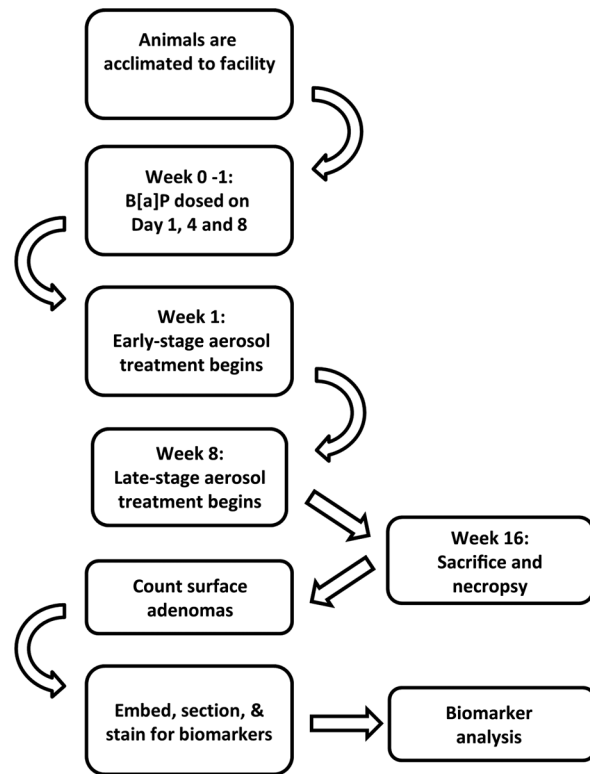 Animals are
acclimated to facility
Week 0 -1:
B[a]P dosed on
Day 1, 4 and 8
Week 1:
Early-stage aerosol
treatment begins
Week 8:
Late-stage aerosol
treatment begins
Week 16:
Sacrifice and
necropsy
Count surface
adenomas
Embed, section, &
stain for biomarkers
Biomarker
analysis